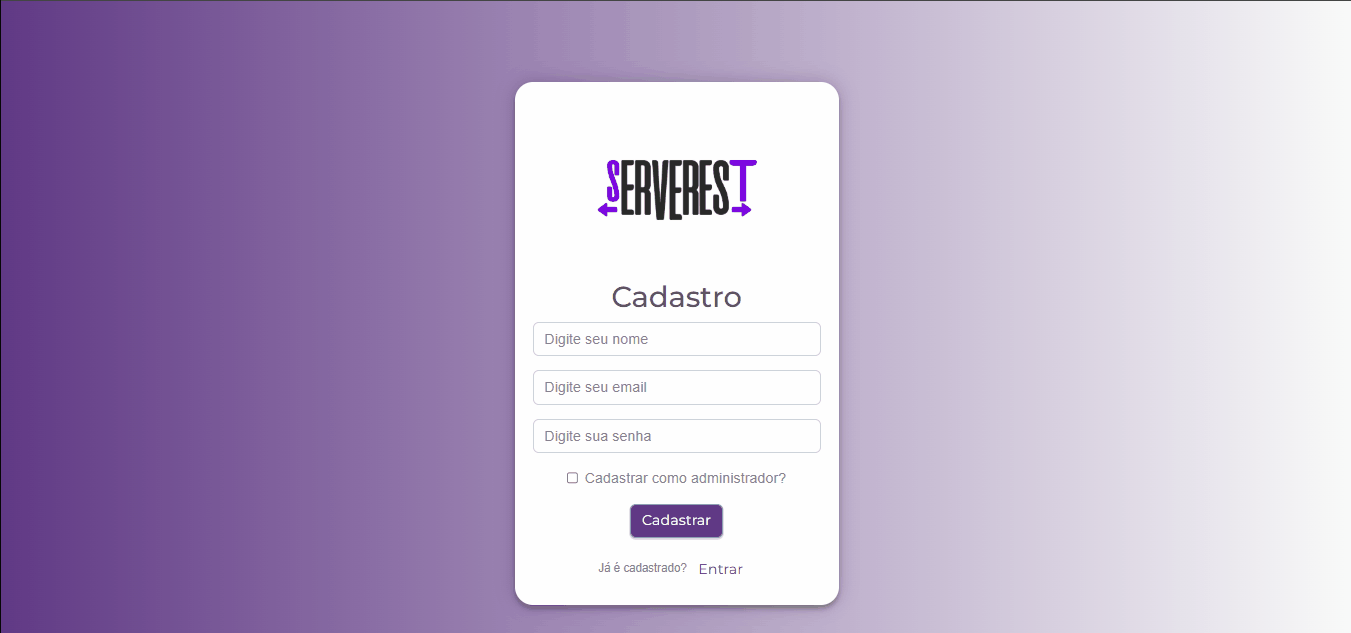 SERVEREST
Cadastro
Digite seu nome
Digite seu email
Digite sua senha
Cadastrar como administrador?
Cadastrar
Já é cadastrado? Entrar